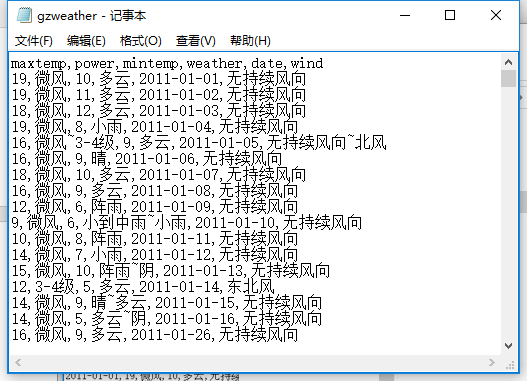 gzweather - 记事本
文件(F) 编辑(E) 格式(O) 查看(V) 帮助(H)
maxtemp,power,mintemp,weather,date,wind
19,微风,10,多云,2011-01-01,无持续风向
19,微风,11,多云,2011-01-02,无持续风向
18,微风,12,多云,2011-01-03,无持续风向
19,微风,8,小雨,2011-01-04,无持续风向
16,微风~3-4级,9,多云,2011-01-05,无持续风向~北风
16,微风,9,晴,2011-01-06,无持续风向
18,微风,10,多云,2011-01-07,无持续风向
16,微风,9,多云,2011-01-08,无持续风向
12,微风,6,阵雨,2011-01-09,无持续风向
9,微风,6,小到中雨~小雨,2011-01-10,无持续风向
10,微风,8,阵雨,2011-01-11,无持续风向
14,微风,7,小雨,2011-01-12,无持续风向
15,微风,10,阵雨~阴,2011-01-13,无持续风向
12,3-4级,5,多云,2011-01-14,东北风
14,微风,9,晴~多云,2011-01-15,无持续风向
14,微风,5,多云~阴,2011-01-16,无持续风向
16,微风,9,多云,2011-01-26,无持续风向
2011-01-01,19,微风,10,多云,无持续风向